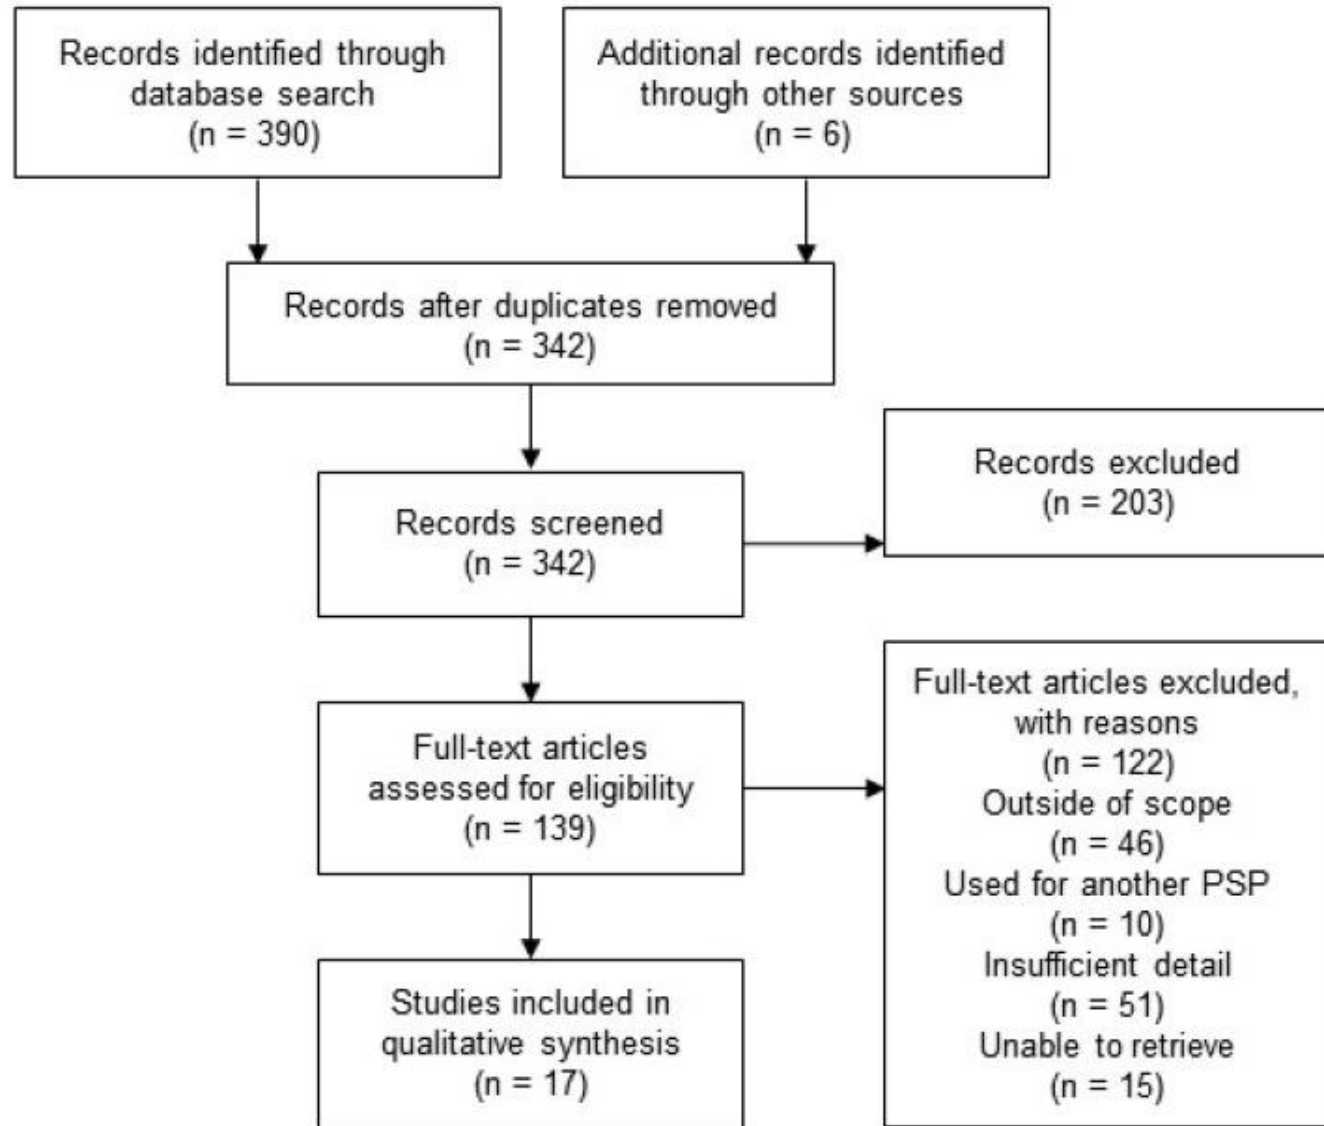 Records identified through
database search
(n = 390)
Additional records identified
through other sources
(n = 6)
Records after duplicates removed
(n = 342)
Records screened
(n = 342)
Records excluded
(n = 203)
Full-text articles
assessed for eligibility
(n = 139)
Full-text articles excluded,
with reasons
(n = 122)
Outside of scope
(n = 46)
Used for another PSP
(n = 10)
Insufficient detail
(n = 51)
Unable to retrieve
(n = 15)
Studies included in
qualitative synthesis
(n = 17)